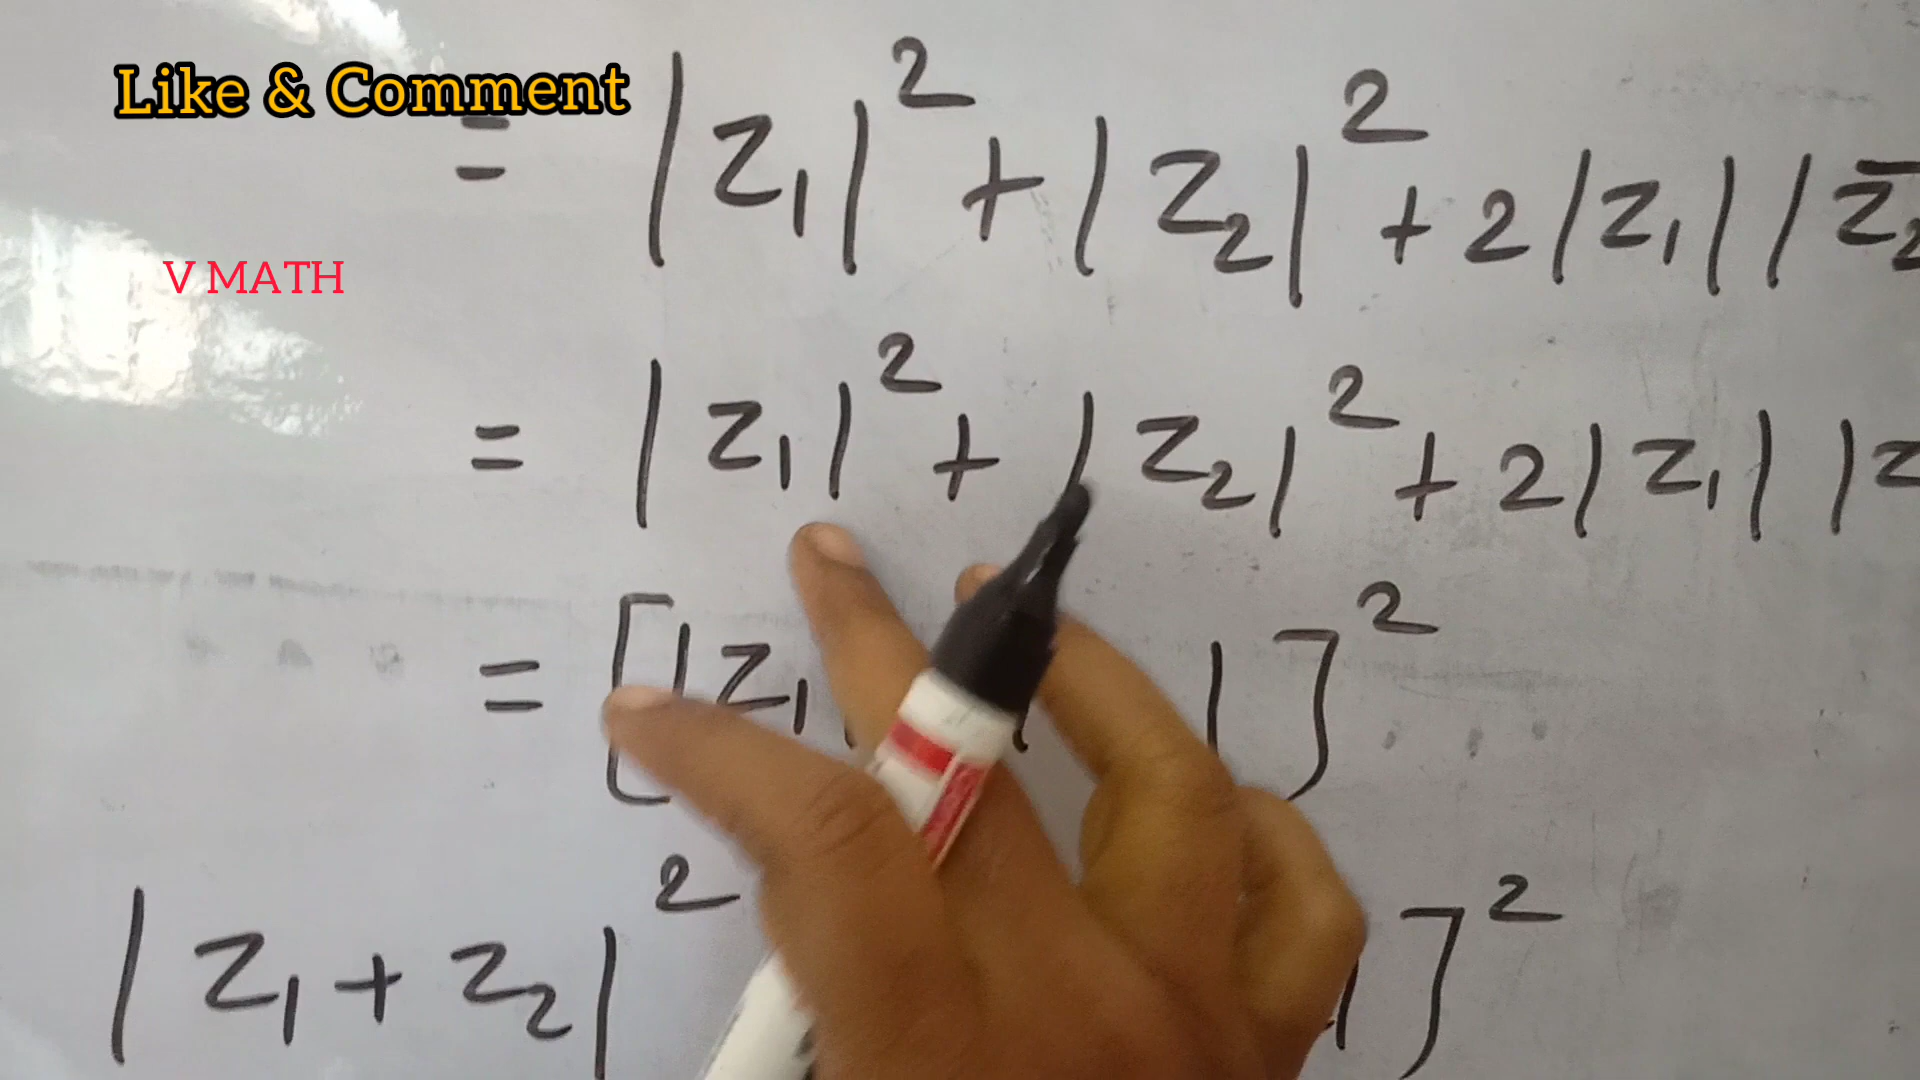 Like & Comment
= |z₁|² + |z₂|² + 2|z₁||z̅₂
V MATH
= |z₁|² + |z₂|² + 2|z₁||z
= [|z₁ |]²
|z₁ + z₂|² |]²